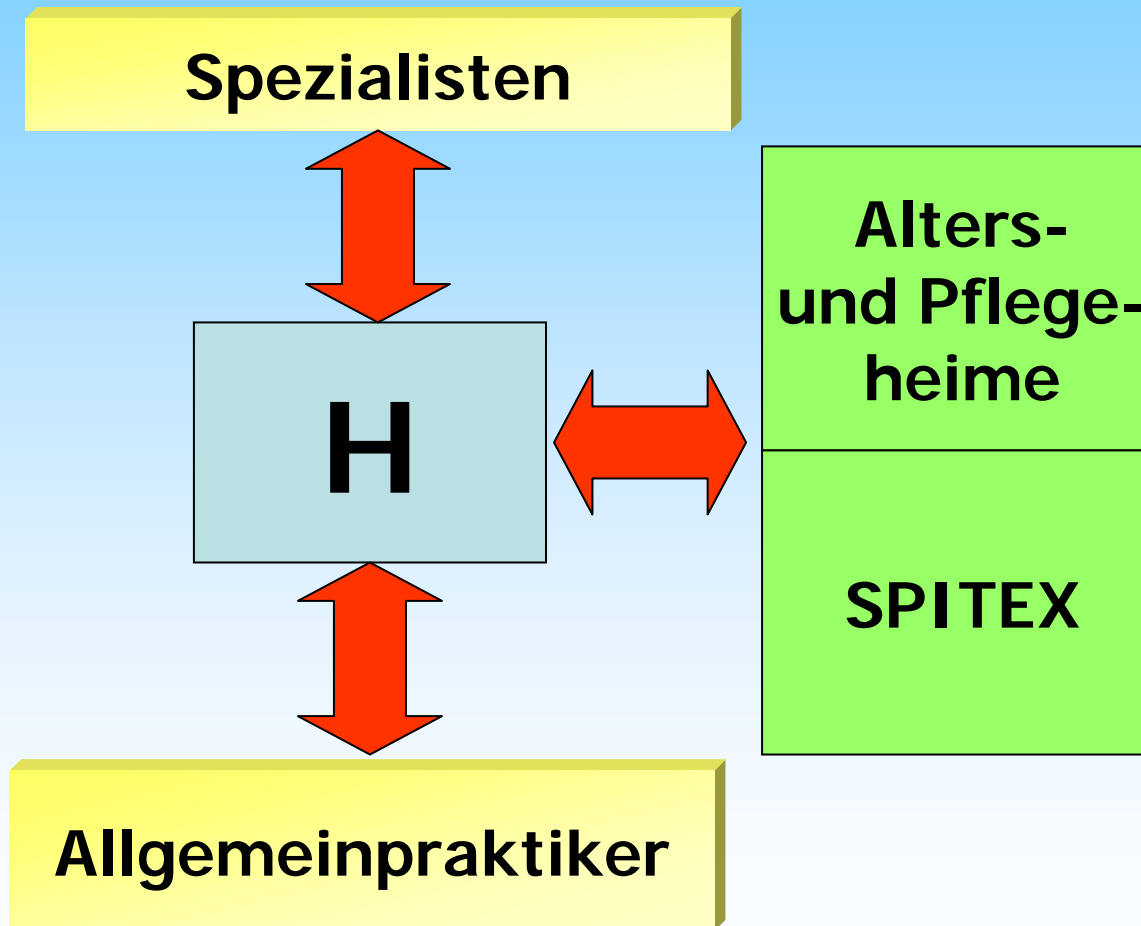 Spezialisten
Alters-
und Pflege-
heime
H
SPITEX
Allgemeinpraktiker